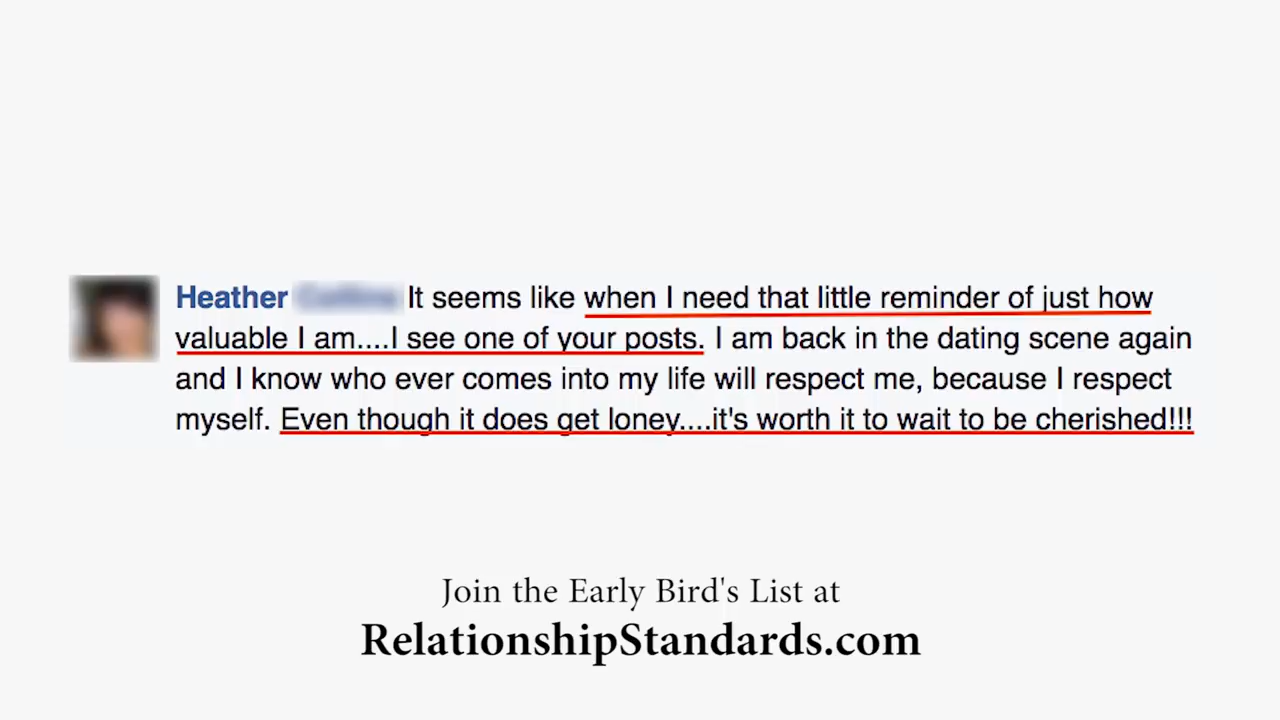 Heather It seems like when I need that little reminder of just how
valuable I am....I see one of your posts. I am back in the dating scene again
and I know who ever comes into my life will respect me, because I respect
myself. Even though it does get loney....it's worth it to wait to be cherished!!!
Join the Early Bird's List at
RelationshipStandards.com